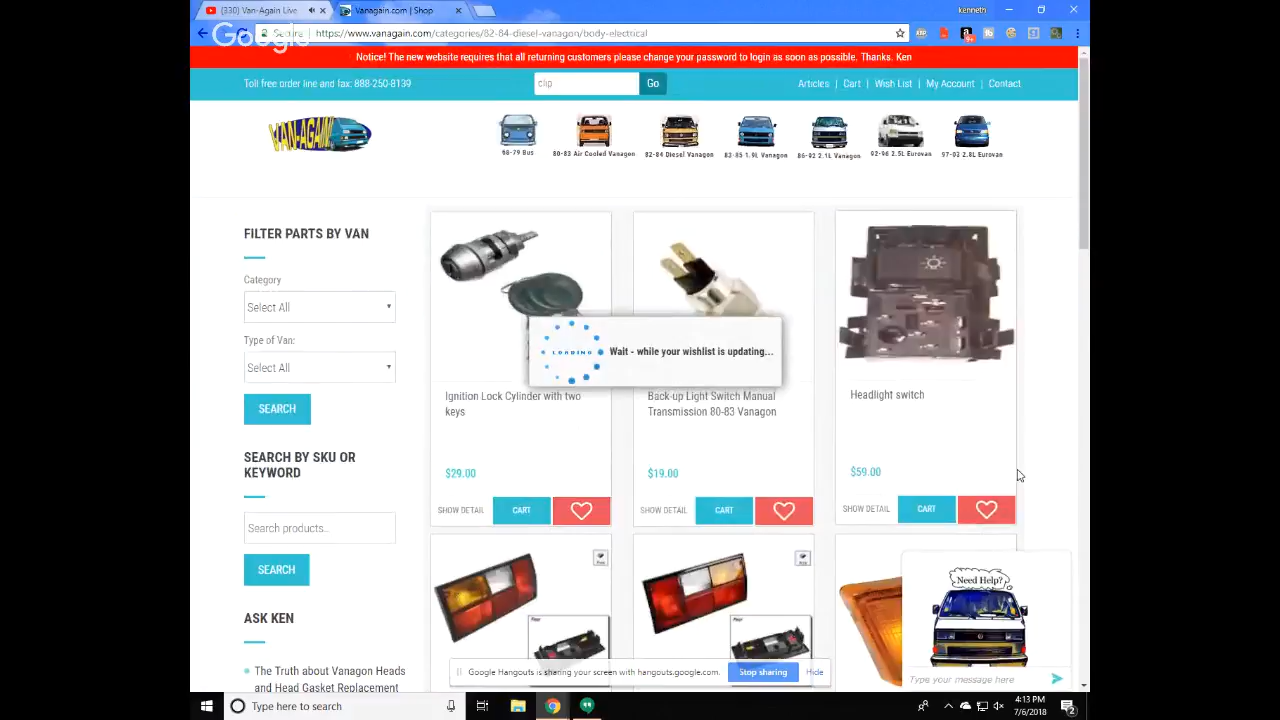 (330) Van-Again Live
Vanagain.com | Shop
kenneth
Google
Secure https://www.vanagain.com/categories/82-84-diesel-vanagon/body-electrical
Notice! The new website requires that all returning customers please change your password to login as soon as possible. Thanks. Ken
Toll free order line and fax: 888-250-8139
clip
Go
Articles | Cart | Wish List | My Account | Contact
VAN-AGAIN
68-79 Bus
80-83 Air Cooled Vanagon
82-84 Diesel Vanagon
83-85 1.9L Vanagon
86-92 2.1L Vanagon
92-96 2.5L Eurovan
97-03 2.8L Eurovan
FILTER PARTS BY VAN
Category
Select All
Type of Van:
Select All
SEARCH
SEARCH BY SKU OR
KEYWORD
Search products..
SEARCH
ASK KEN
The Truth about Vanagon Heads
and Head Gasket Replacement
LOADING
Wait - while your wishlist is updating...
Ignition Lock Cylinder with two
keys
$29.00
SHOW DETAIL
CART
Back-up Light Switch Manual
Transmission 80-83 Vanagon
$19.00
SHOW DETAIL
CART
Headlight switch
$59.00
SHOW DETAIL
CART
Need Help?
Type your message here
Google Hangouts is sharing your screen with hangouts.google.com.
Stop sharing
Hide
Type here to search
4:13 PM
7/6/2018
2